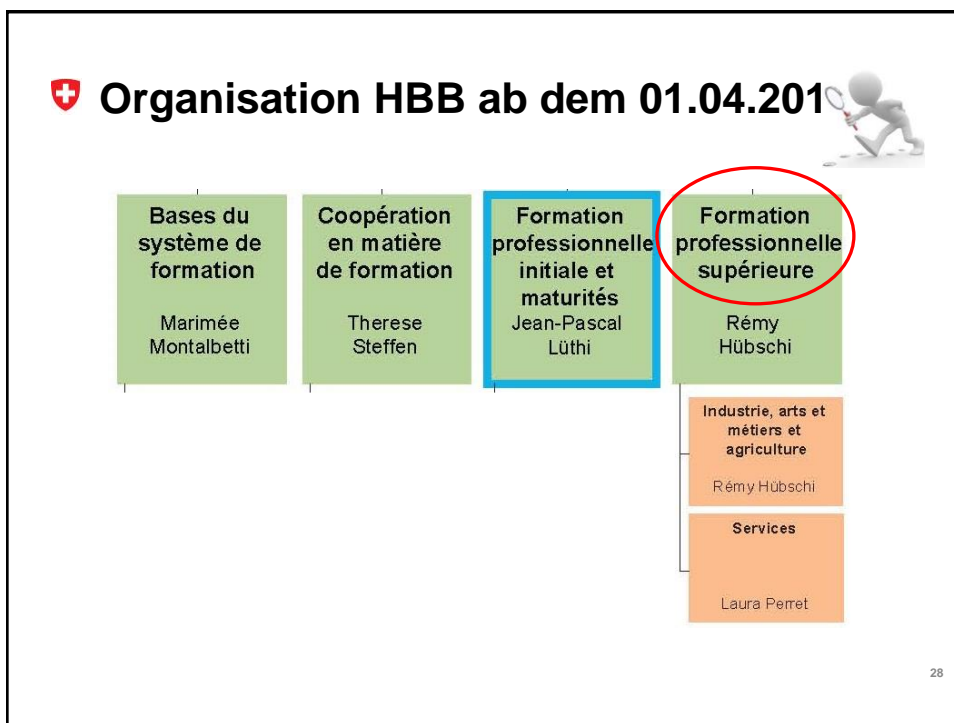 Organisation HBB ab dem 01.04.201
Bases du
système de
formation
Marimée
Montalbetti
Coopération
en matière
de formation
Therese
Steffen
Formation
professionnelle
initiale et
maturités
Jean-Pascal
Lüthi
Formation
professionnelle
supérieure
Rémy
Hübschi
Industrie, arts et
métiers et
agriculture
Rémy Hübschi
Services
Laura Perret
28